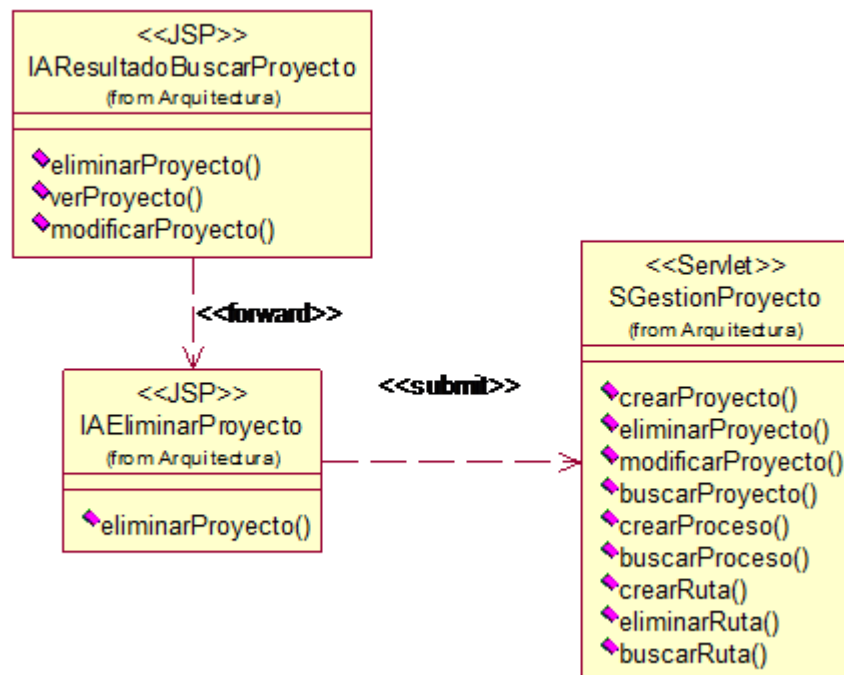 <<JSP>>
IAResultadoBuscarProyecto
(from Arquitectura)
eliminarProyecto()
verProyecto()
modificarProyecto()
<<forward>>
<<JSP>>
IAEliminarProyecto
(from Arquitectura)
eliminarProyecto()
<<submit>>
<<Servlet>>
SGestionProyecto
(from Arquitectura)
crearProyecto()
eliminarProyecto()
modificarProyecto()
buscarProyecto()
crearProceso()
buscarProceso()
crearRuta()
eliminarRuta()
buscarRuta()